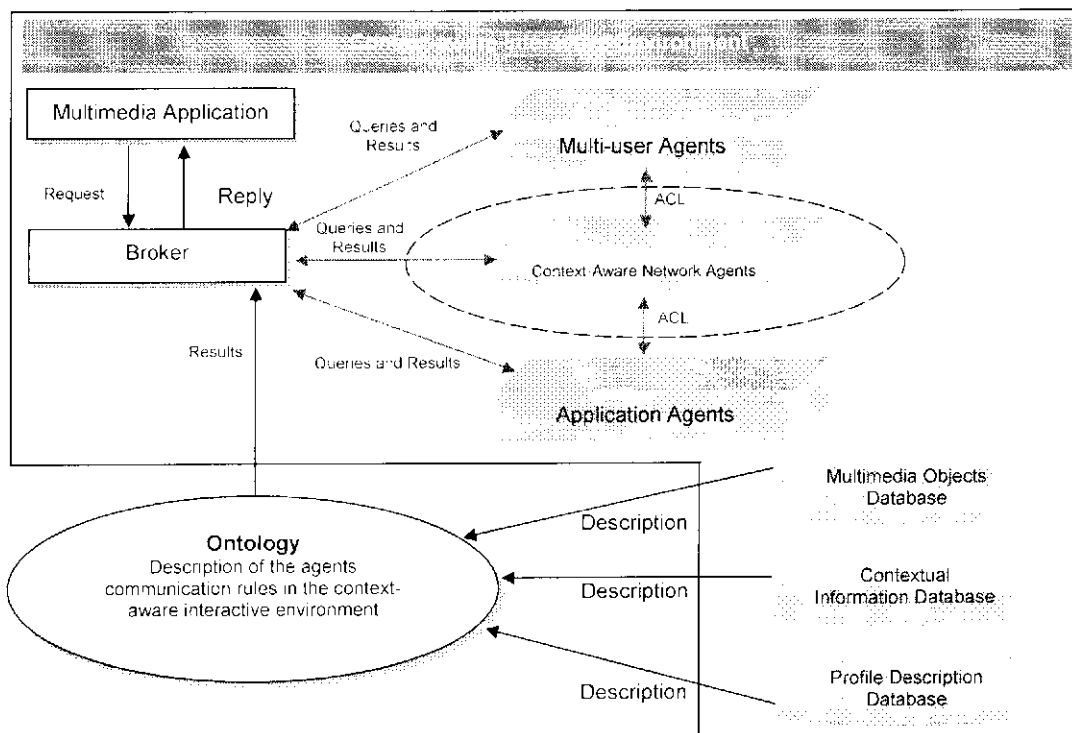 Multimedia Application
Queries and
Results
Multi-user Agents
Request
Reply
ACL
Broker
Queries and
Results
Context-Aware Network Agents
ACL
Results
Queries and Results
Application Agents
Multimedia Objects
Database
Description
Ontology
Description of the agents
communication rules in the context-
aware interactive environment
Contextual
Information Database
Description
Profile Description
Database
Description